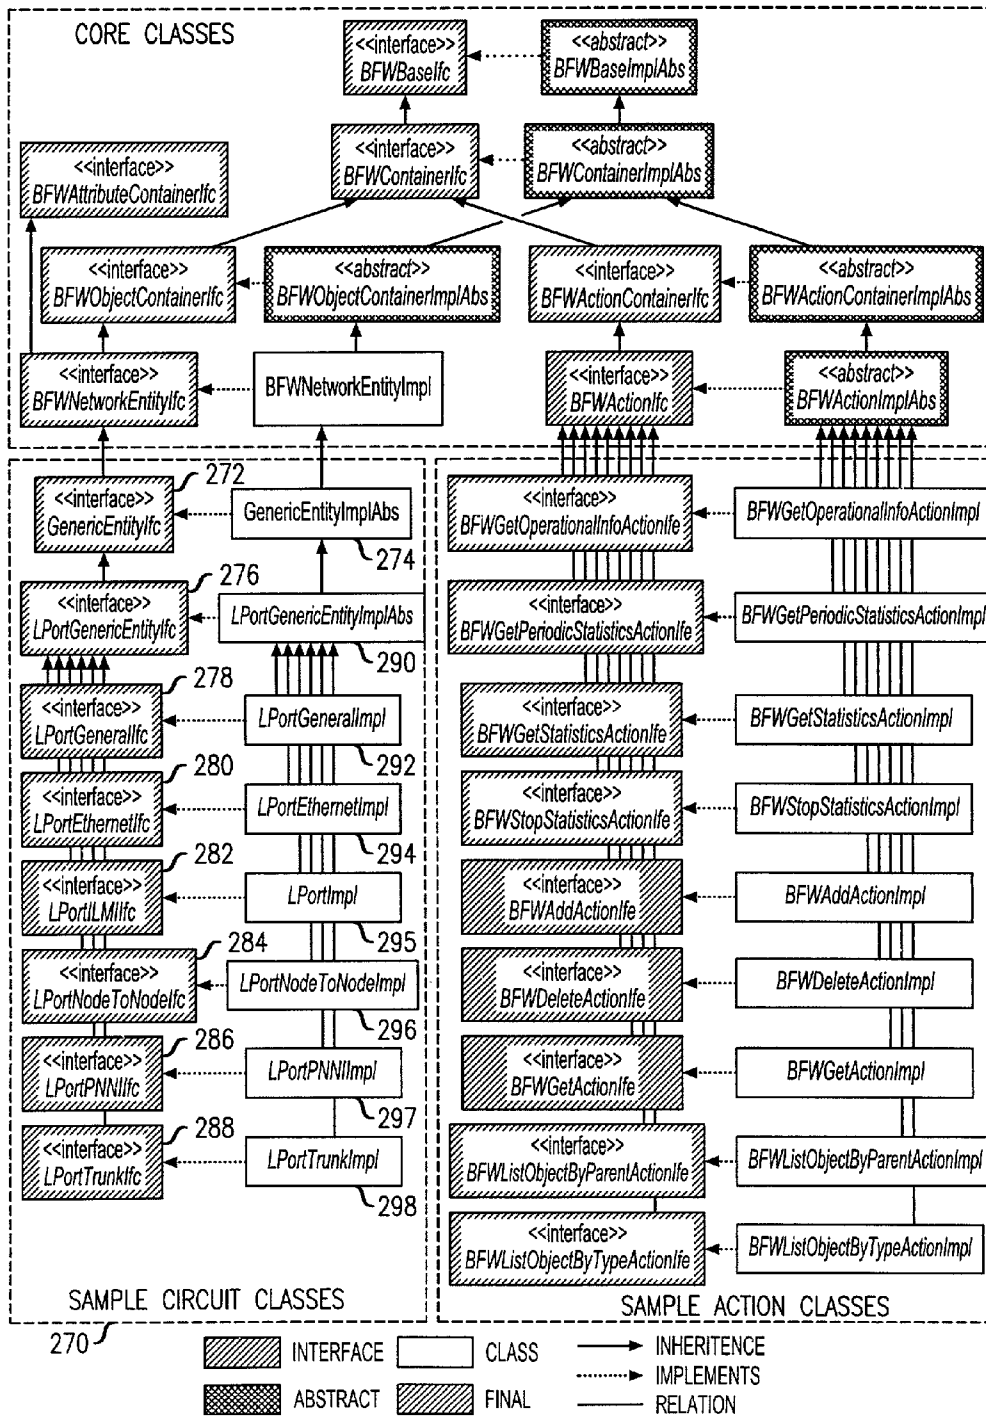 CORE CLASSES
<<interface>>
BFWBaseIfc
<<abstract>>
BFWBaseImplAbs
<<interface>>
BFWAttributeContainerIfc
<<interface>>
BFWContainerIfc
<<abstract>>
BFWContainerImplAbs
<<interface>>
BFWObjectContainerIfc
<<abstract>>
BFWObjectContainerImplAbs
<<interface>>
BFWActionContainerIfc
<<abstract>>
BFWActionContainerImplAbs
<<interface>>
BFWNetworkEntityIfc
BFWNetworkEntityImpl
<<interface>>
BFWActionIfc
<<abstract>>
BFWActionImplAbs
<<interface>>
GenericEntityIfc
272
GenericEntityImplAbs
274
<<interface>>
LPortGenericEntityIfc
276
LPortGenericEntityImplAbs
290
<<interface>>
LPortGeneralIfc
278
LPortGeneralImpl
292
<<interface>>
LPortEthernetIfc
280
LPortEthernetImpl
294
<<interface>>
LPortILMIIfc
282
LPortImpl
295
<<interface>>
LPortNodeToNodeIfc
284
LPortNodeToNodeImpl
296
<<interface>>
LPortPNNIIfc
286
LPortPNNIImpl
297
<<interface>>
LPortTrunkIfc
288
LPortTrunkImpl
298
SAMPLE CIRCUIT CLASSES
270
<<interface>>
BFWGetOperationalInfoActionIfe
BFWGetOperationalInfoActionImpl
<<interface>>
BFWGetPeriodicStatisticsActionIfe
BFWGetPeriodicStatisticsActionImpl
<<interface>>
BFWGetStatisticsActionIfe
BFWGetStatisticsActionImpl
<<interface>>
BFWStopStatisticsActionIfe
BFWStopStatisticsActionImpl
<<interface>>
BFWAddActionIfe
BFWAddActionImpl
<<interface>>
BFWDeleteActionIfe
BFWDeleteActionImpl
<<interface>>
BFWGetActionIfe
BFWGetActionImpl
<<interface>>
BFWListObjectByParentActionIfe
BFWListObjectByParentActionImpl
<<interface>>
BFWListObjectByTypeActionIfe
BFWListObjectByTypeActionImpl
SAMPLE ACTION CLASSES
INTERFACE
CLASS
INHERITENCE
IMPLEMENTS
ABSTRACT
FINAL
RELATION